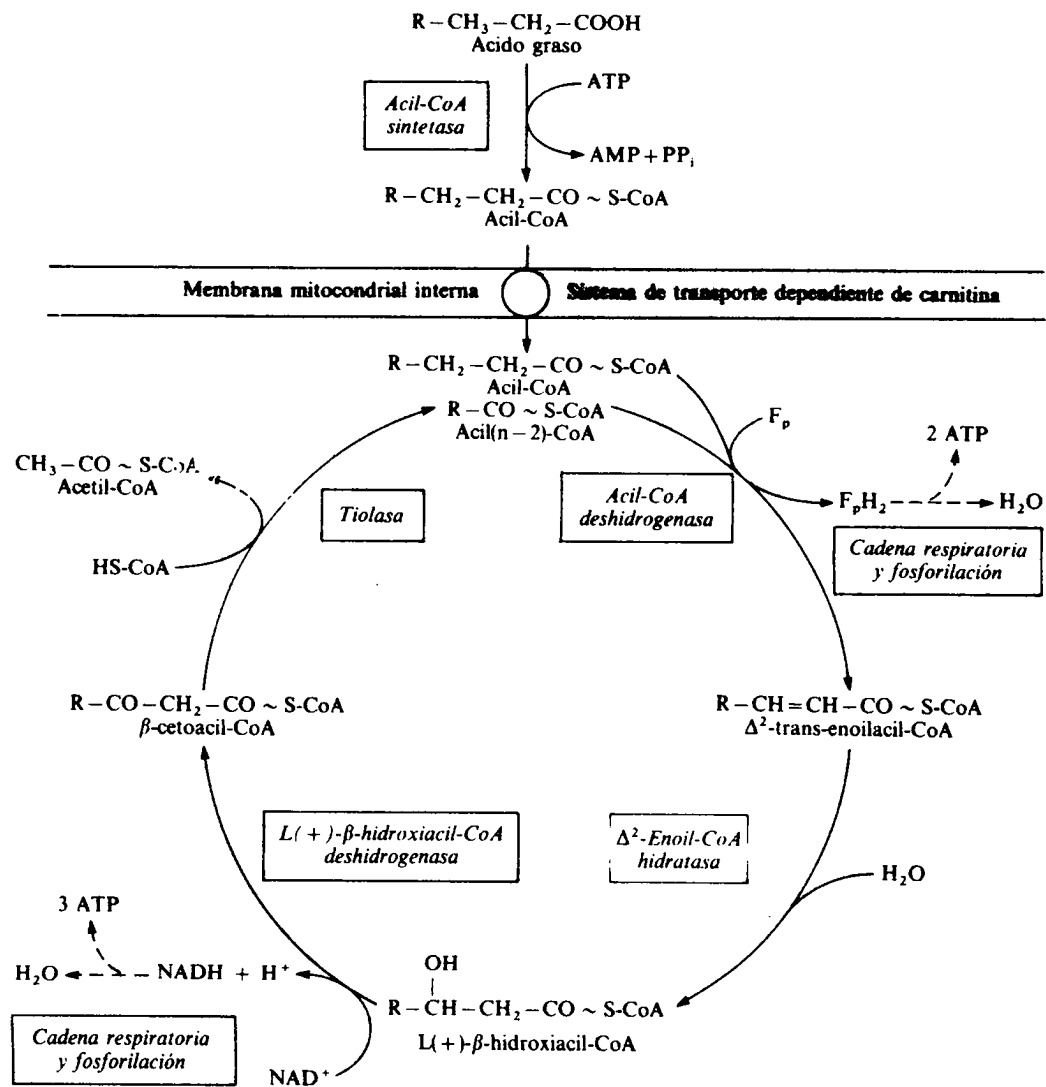 R – CH₃ – CH₂ – COOH
Acido graso
ATP
Acil-CoA
sintetasa
AMP + PPᵢ
R – CH₂ – CH₂ – CO ~ S-CoA
Acil-CoA
Membrana mitocondrial interna
Sistema de transporte dependiente de carnitina
R – CH₂ – CH₂ – CO ~ S-CoA
Acil-CoA
R – CO ~ S-CoA
Acil(n – 2)-CoA
Fₚ
2 ATP
CH₃ – CO ~ S-CoA
Acetil-CoA
Tiolasa
Acil-CoA
deshidrogenasa
FₚH₂
H₂O
HS-CoA
Cadena respiratoria
y fosforilación
R – CO – CH₂ – CO ~ S-CoA
β-cetoacil-CoA
R – CH = CH – CO ~ S-CoA
Δ²-trans-enoilacil-CoA
L( + )-β-hidroxiacil-CoA
deshidrogenasa
Δ²-Enoil-CoA
hidratasa
H₂O
3 ATP
H₂O
NADH + H⁺
OH
R – CH – CH₂ – CO ~ S-CoA
L(+)-β-hidroxiacil-CoA
Cadena respiratoria
y fosforilación
NAD⁺